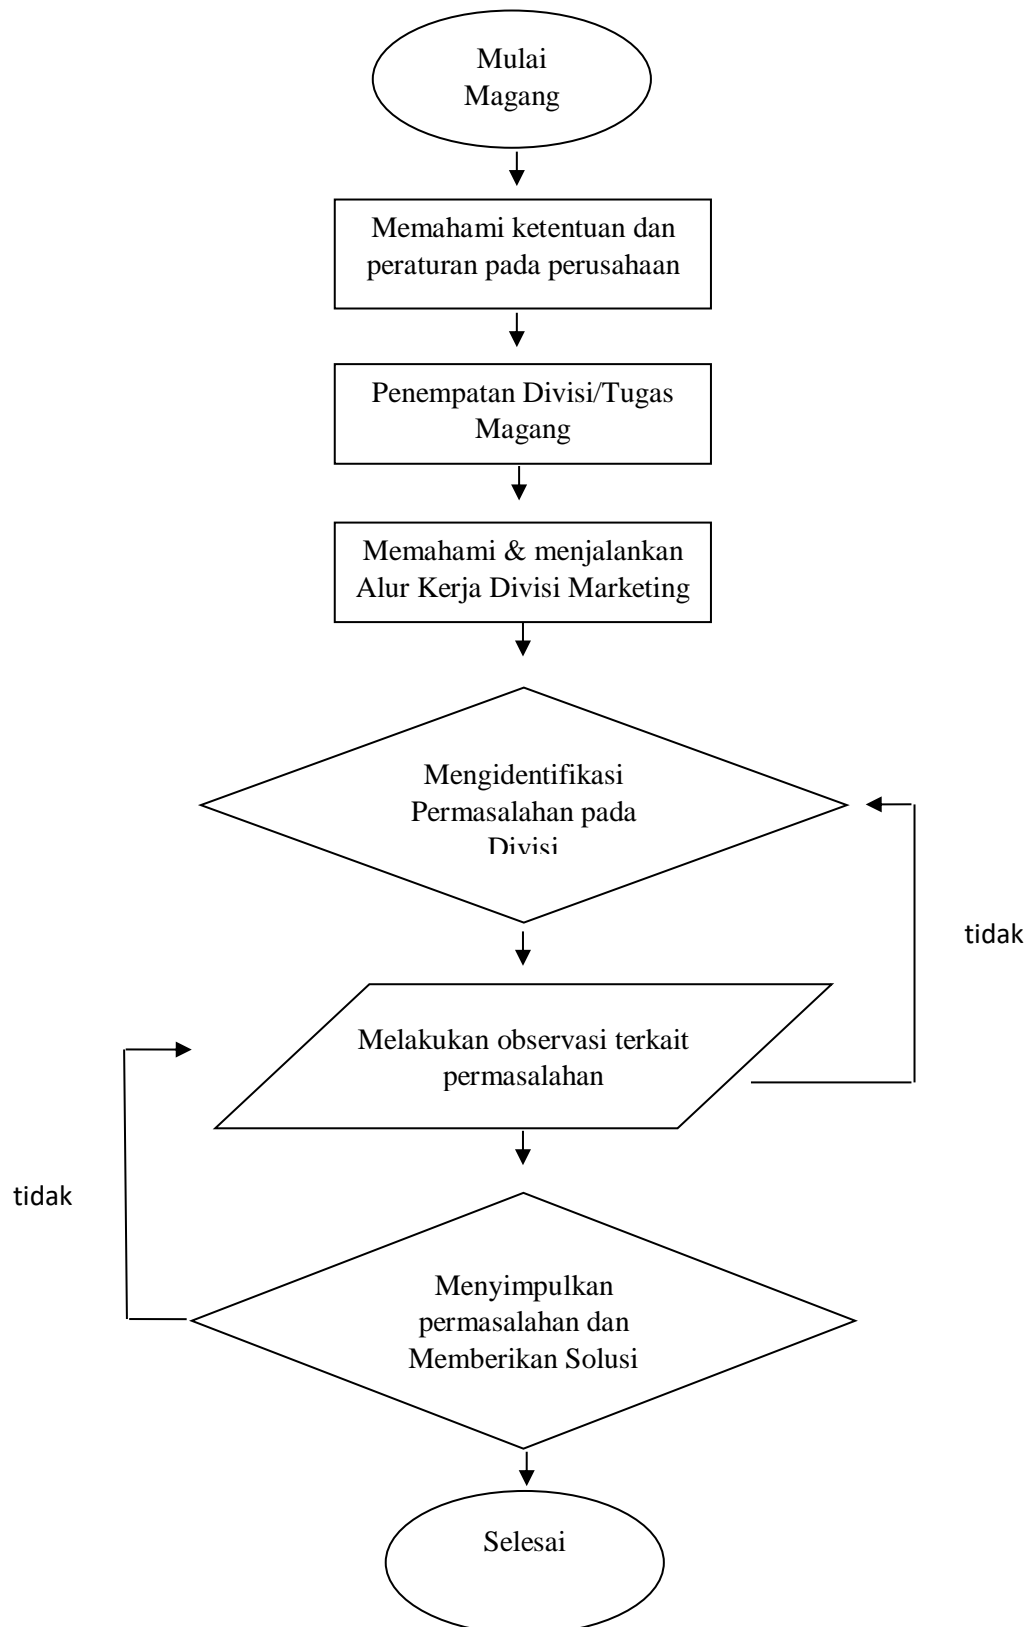 Mulai
Magang
Memahami ketentuan dan
peraturan pada perusahaan
Penempatan Divisi/Tugas
Magang
Memahami & menjalankan
Alur Kerja Divisi Marketing
Mengidentifikasi
Permasalahan pada
Divisi
tidak
Melakukan observasi terkait
permasalahan
tidak
Menyimpulkan
permasalahan dan
Memberikan Solusi
Selesai